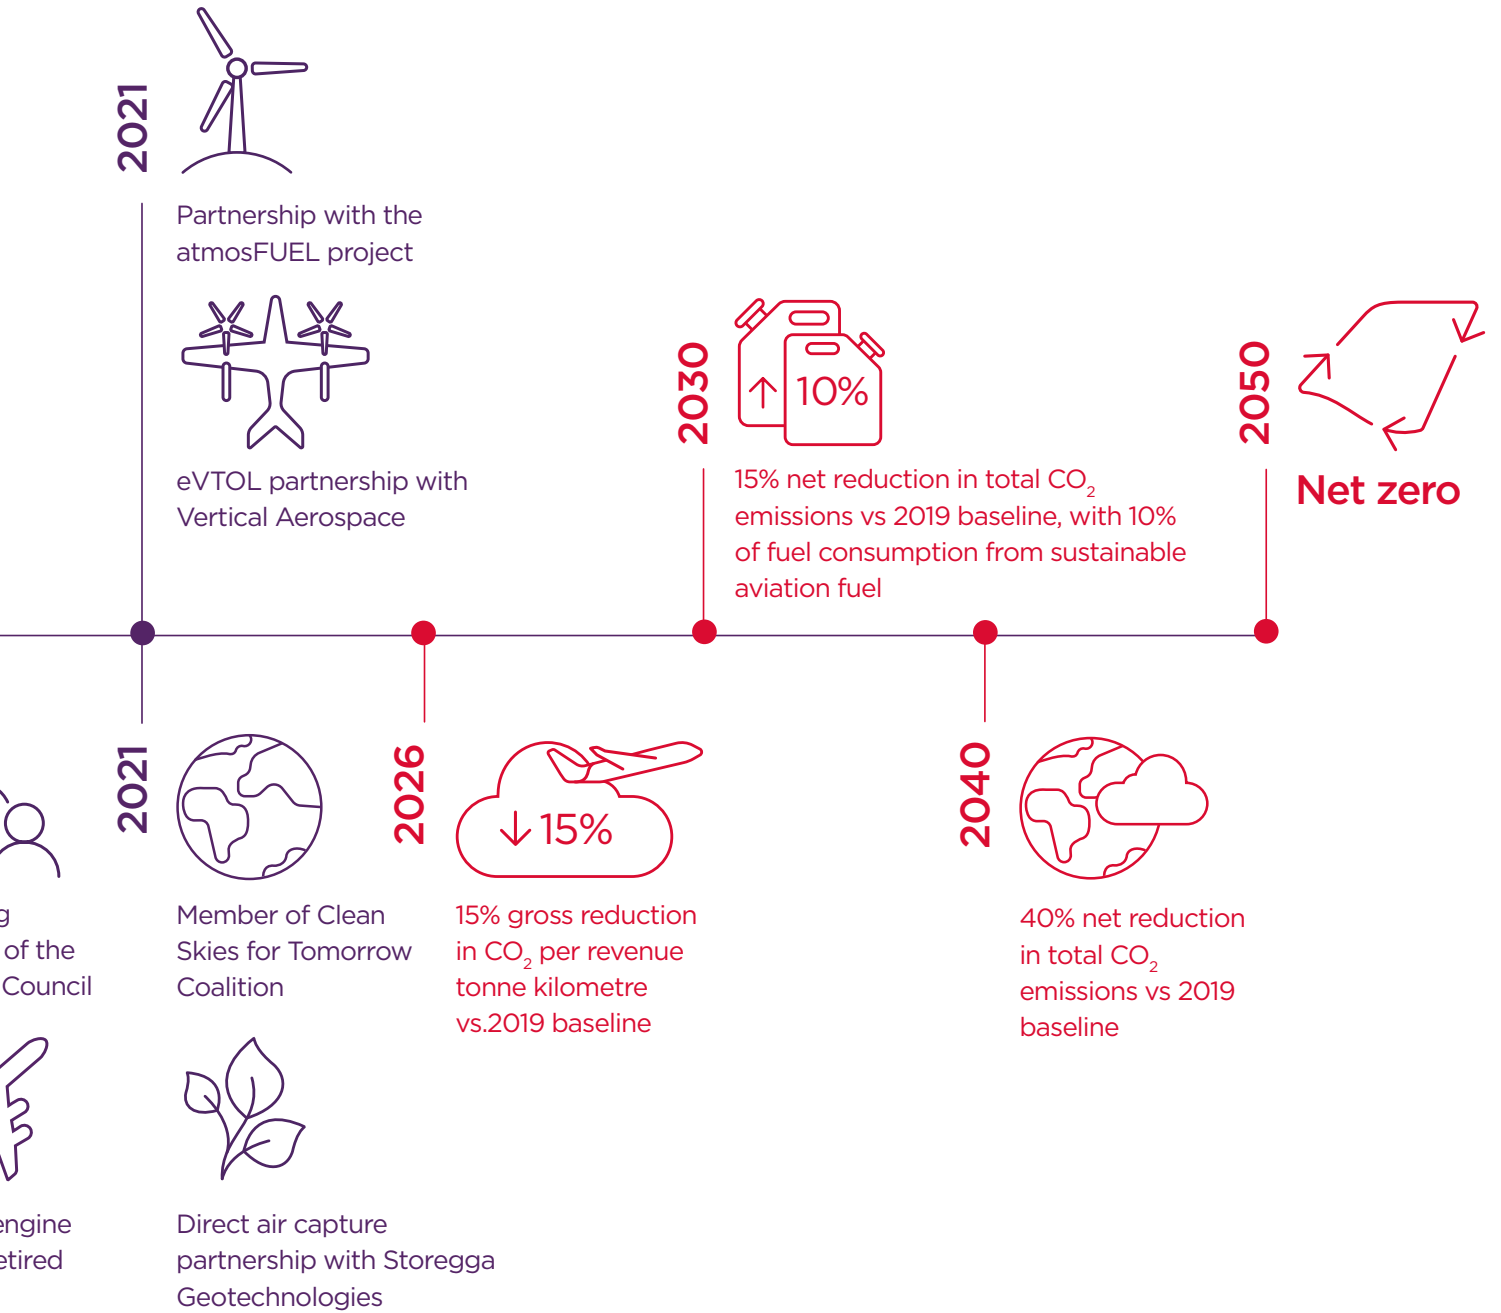 2021
Partnership with the
atmosFUEL project
eVTOL partnership with
Vertical Aerospace
2030
10%
15% net reduction in total CO₂
emissions vs 2019 baseline, with 10%
of fuel consumption from sustainable
aviation fuel
2050
Net zero
of the
Council
engine
2021
Member of Clean
Skies for Tomorrow
Coalition
Direct air capture
partnership with Storegga
Geotechnologies
2026
15%
15% gross reduction
in CO₂ per revenue
tonne kilometre
vs.2019 baseline
2040
40% net reduction
in total CO₂
emissions vs 2019
baseline